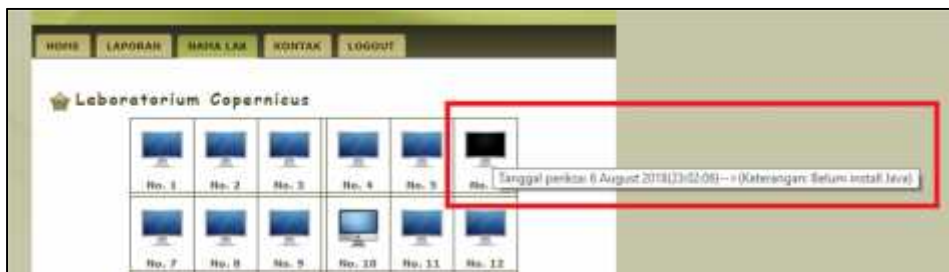 HOME LAPORAN NAMA LAB KONTAK LOGOUT
Laboratorium Copernicus
No. 1 No. 2 No. 3 No. 4 No. 5 No.
Tanggal periksa: 6 August 2018(23:02:06)--->(Keterangan: Belum install Java)
No. 7 No. 8 No. 9 No. 10 No. 11 No. 12